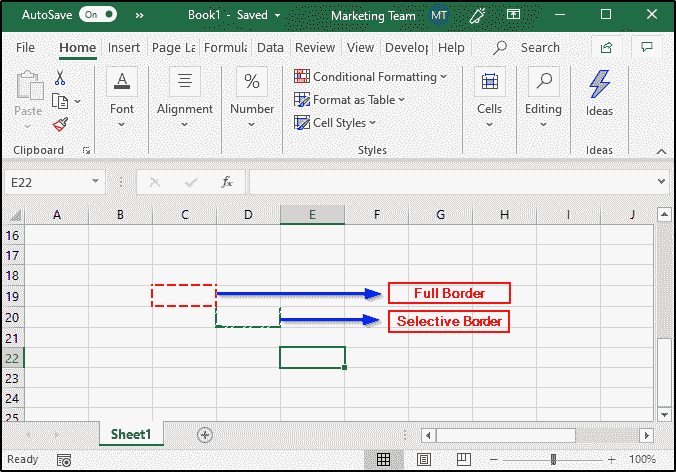 AutoSave On Book1 - Saved Marketing Team MT
File Home Insert Page La Formula Data Review View Develop Help Search
Paste
Clipboard
Font
Alignment
Number
Conditional Formatting
Format as Table
Cell Styles
Styles
Cells
Editing
Ideas
Ideas
E22 fx
A B C D E F G H I J
16
17
18
19 Full Border
20 Selective Border
21
22
23
24
25
Sheet1
Ready 100%